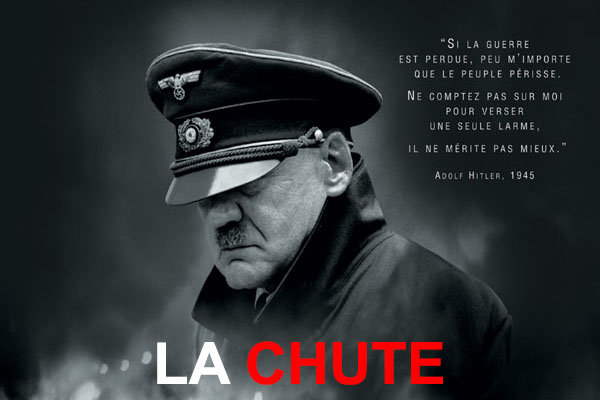 “Si la guerre
est perdue, peu m’importe
que le peuple périsse.
Ne comptez pas sur moi
pour verser
une seule larme,
il ne mérite pas mieux.”
Adolf Hitler, 1945
LA CHUTE